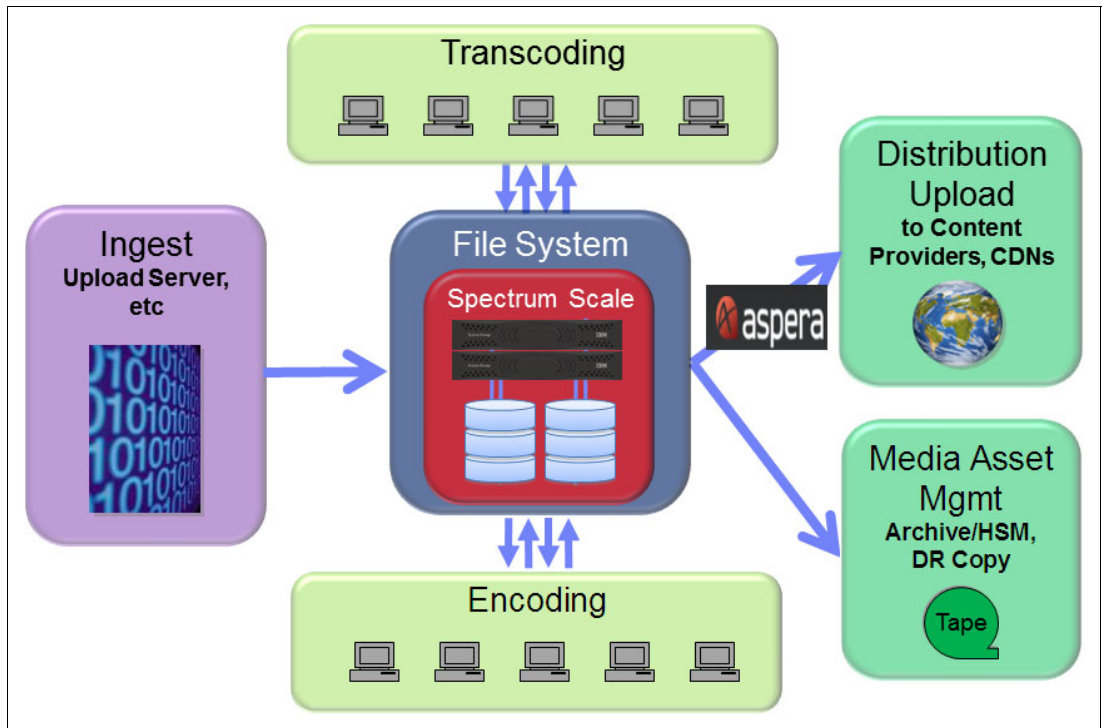 Transcoding
Ingest
Upload Server,
etc
File System
Spectrum Scale
aspera
Distribution
Upload
to Content
Providers, CDNs
Media Asset
Mgmt
Archive/HSM,
DR Copy
Tape
Encoding